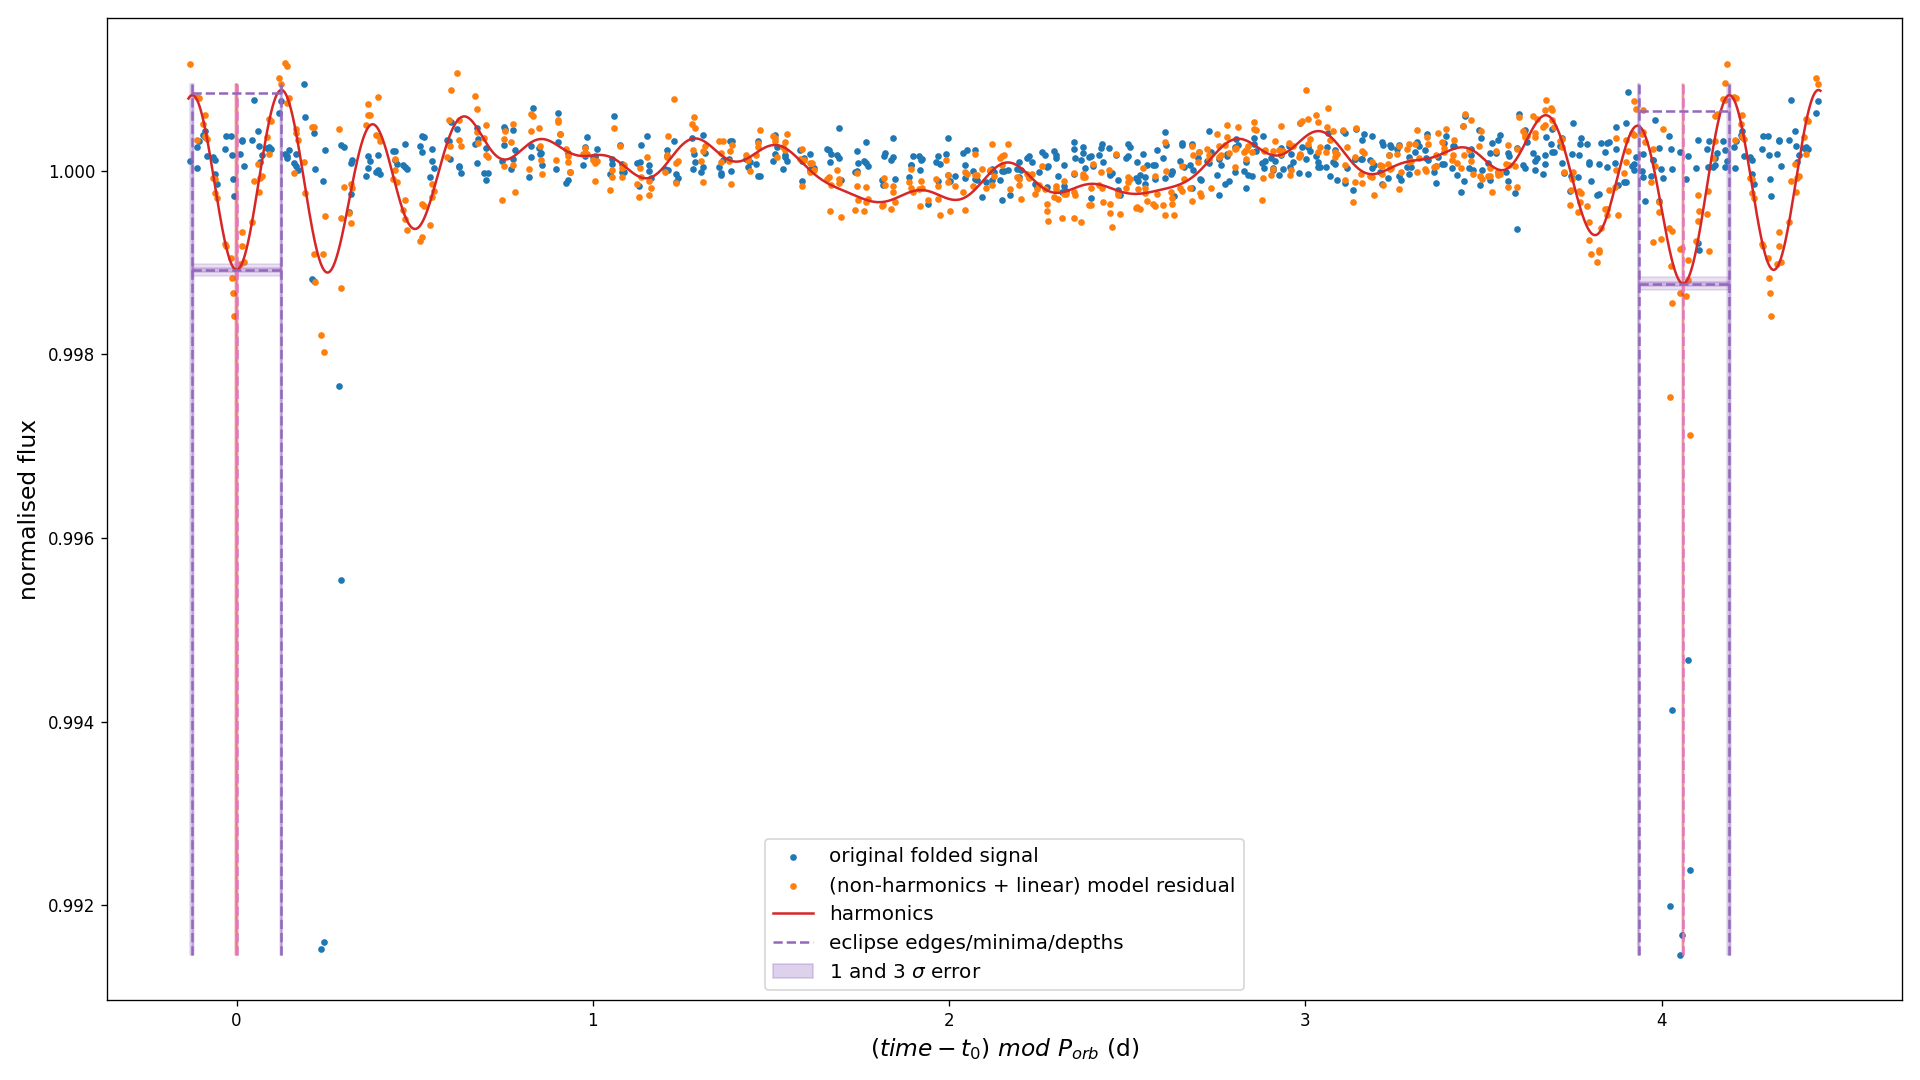 normalised flux
1.000
0.998
0.996
0.994
0.992
0
1
2
3
4
(time − t₀) mod Pₒᵣb (d)
original folded signal
(non-harmonics + linear) model residual
harmonics
eclipse edges/minima/depths
1 and 3 σ error